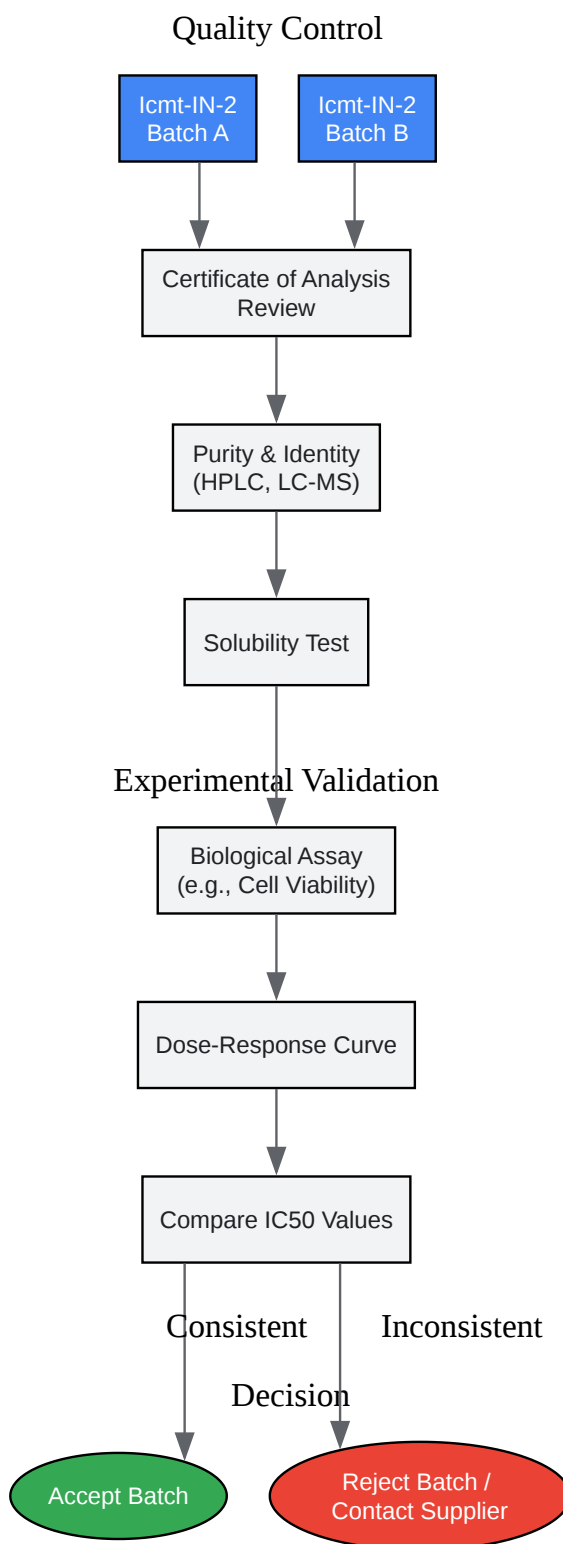 Quality Control
Icmt-IN-2
Batch A
Icmt-IN-2
Batch B
Certificate of Analysis
Review
Purity & Identity
(HPLC, LC-MS)
Solubility Test
Experimental Validation
Biological Assay
(e.g., Cell Viability)
Dose-Response Curve
Compare IC50 Values
Consistent
Inconsistent
Decision
Accept Batch
Reject Batch /
Contact Supplier